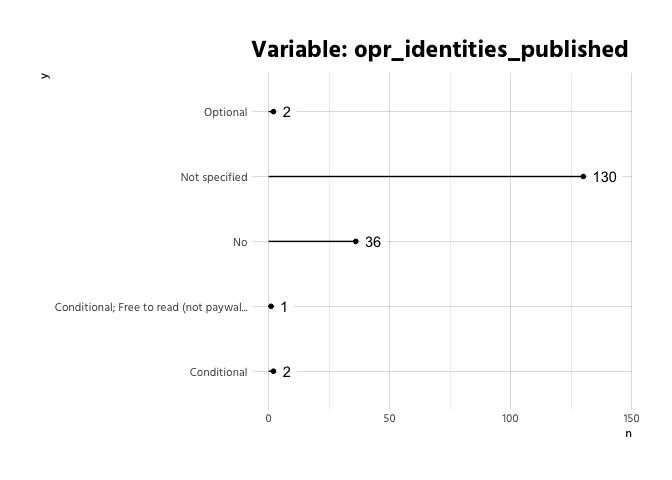 Variable: opr_identities_published
y
Optional 2
Not specified 130
No 36
Conditional; Free to read (not paywal... 1
Conditional 2
0 50 100 150
n